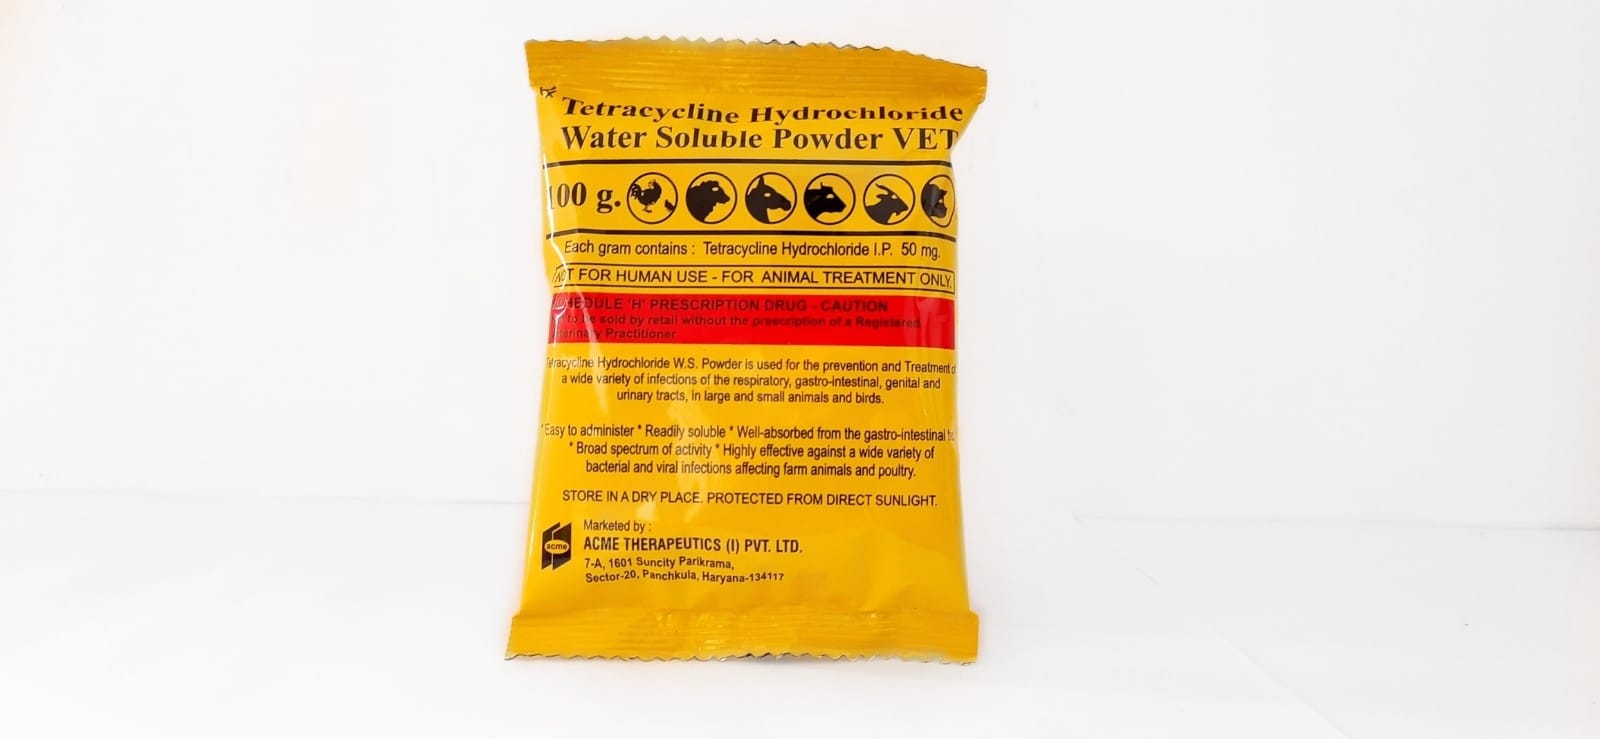 Rx
Tetracycline Hydrochloride
Water Soluble Powder VET
100 g.
Each gram contains : Tetracycline Hydrochloride I.P. 50 mg.
NOT FOR HUMAN USE - FOR ANIMAL TREATMENT ONLY.
SCHEDULE 'H' PRESCRIPTION DRUG - CAUTION
to be sold by retail without the prescription of a Registered
Veterinary Practitioner
Tetracycline Hydrochloride W.S. Powder is used for the prevention and Treatment of
a wide variety of infections of the respiratory, gastro-intestinal, genital and
urinary tracts, in large and small animals and birds.
* Easy to administer * Readily soluble * Well-absorbed from the gastro-intestinal
* Broad spectrum of activity * Highly effective against a wide variety of
bacterial and viral infections affecting farm animals and poultry.
STORE IN A DRY PLACE. PROTECTED FROM DIRECT SUNLIGHT.
acme
Marketed by :
ACME THERAPEUTICS (I) PVT. LTD.
7-A, 1601 Suncity Parikrama,
Sector-20, Panchkula, Haryana-134117